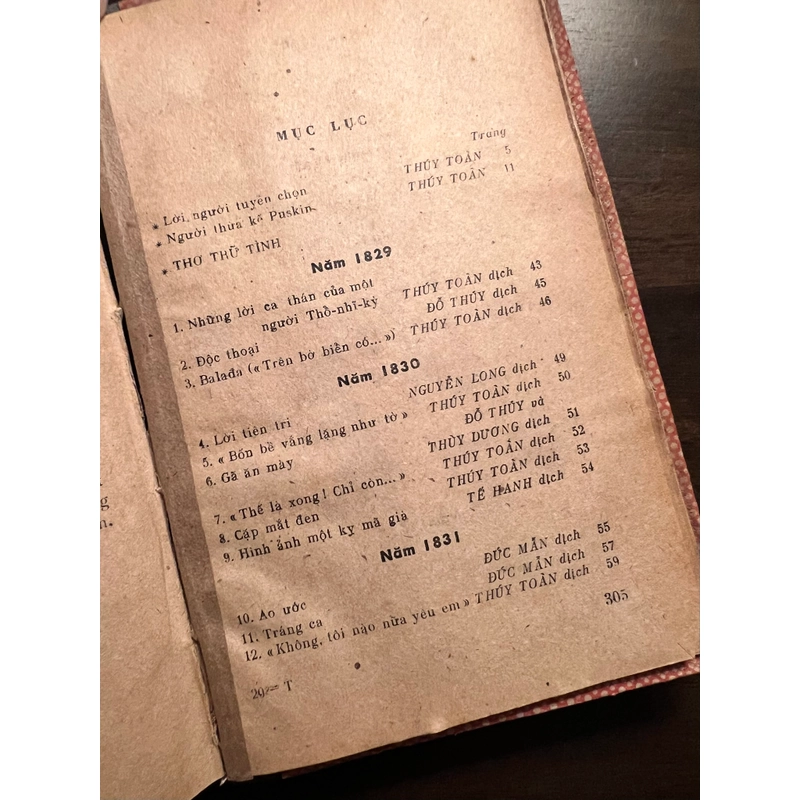 MỤC LỤC
Trang
* Lời người tuyển chọn THÚY TOÀN 5
* Người thừa kế Puskin THÚY TOÀN 11
* THƠ TRỮ TÌNH
Năm 1829
1. Những lời ca thán của một
người Thổ-nhĩ-kỳ THÚY TOÀN dịch 43
2. Độc thoại ĐỖ THÚY dịch 45
3. Balađa (« Trên bờ biển có... ») THÚY TOÀN dịch 46
Năm 1830
4. Lời tiên tri NGUYỄN LONG dịch 49
5. « Bốn bề vắng lặng như tờ » THÚY TOÀN dịch 50
6. Gã ăn mày ĐỖ THÚY và
THÙY DƯƠNG dịch 51
7. « Thế là xong! Chỉ còn... » THÚY TOÀN dịch 52
8. Cặp mắt đen THÚY TOÀN dịch 53
9. Hình ảnh một kỵ mã già TẾ HANH dịch 54
Năm 1831
10. Ao ước ĐỨC MẪN dịch 55
11. Tráng ca ĐỨC MẪN dịch 57
12. « Không, tôi nào nữa yêu em » THÚY TOÀN dịch 59
305
g
n.